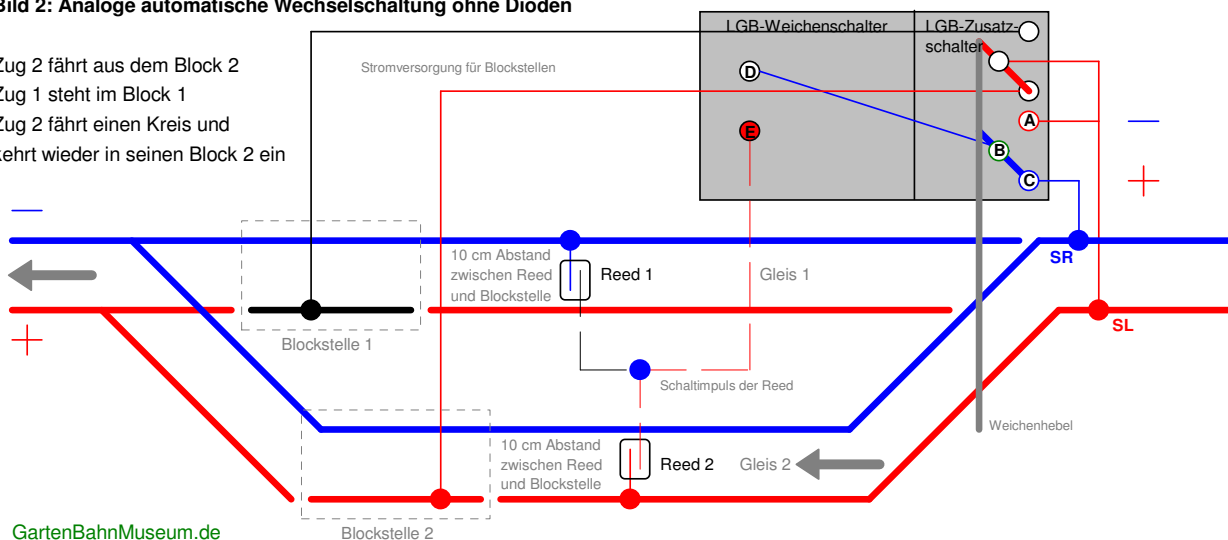 Bild 2: Analoge automatische Wechselschaltung ohne Dioden
Zug 2 fährt aus dem Block 2
Zug 1 steht im Block 1
Zug 2 fährt einen Kreis und
kehrt wieder in seinen Block 2 ein
Stromversorgung für Blockstellen
LGB-Weichenschalter
LGB-Zusatz-
schalter
D
E
A
B
C
—
+
—
+
SR
SL
10 cm Abstand
zwischen Reed
und Blockstelle
Reed 1
Gleis 1
Blockstelle 1
Schaltimpuls der Reed
Weichenhebel
10 cm Abstand
zwischen Reed
und Blockstelle
Reed 2
Gleis 2
Blockstelle 2
GartenBahnMuseum.de